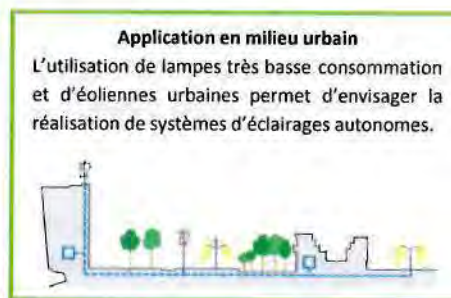 Application en milieu urbain
L'utilisation de lampes très basse consommation
et d'éoliennes urbaines permet d'envisager la
réalisation de systèmes d'éclairages autonomes.